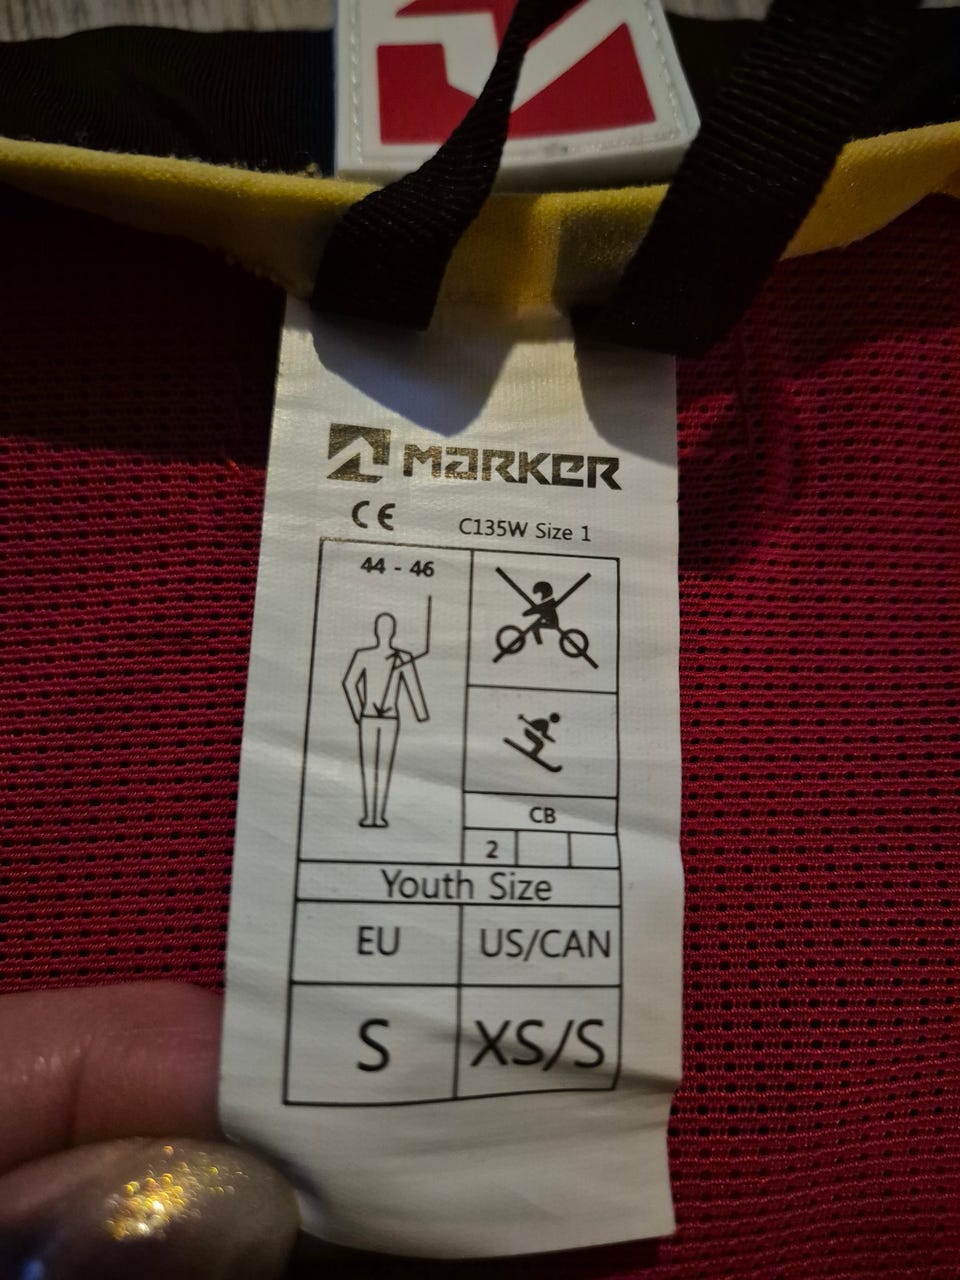 MARKER
CE C135W Size 1
44 - 46
CB
2
Youth Size
EU US/CAN
S XS/S